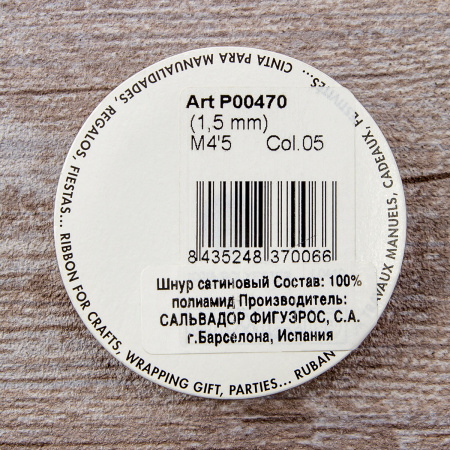 Art P00470
(1,5 mm)
M4'5 Col.05
8 435248 370066
Шнур сатиновый Состав: 100%
полиамид Производитель:
САЛЬВАДОР ФИГУЭРОС, С.А.
г.Барселона, Испания
CINTA PARA MANUALIDADES, REGALOS, FIESTAS...
RIBBON FOR CRAFTS, WRAPPING GIFT, PARTIES...
RUBAN
MANUELS, CADEAUX,